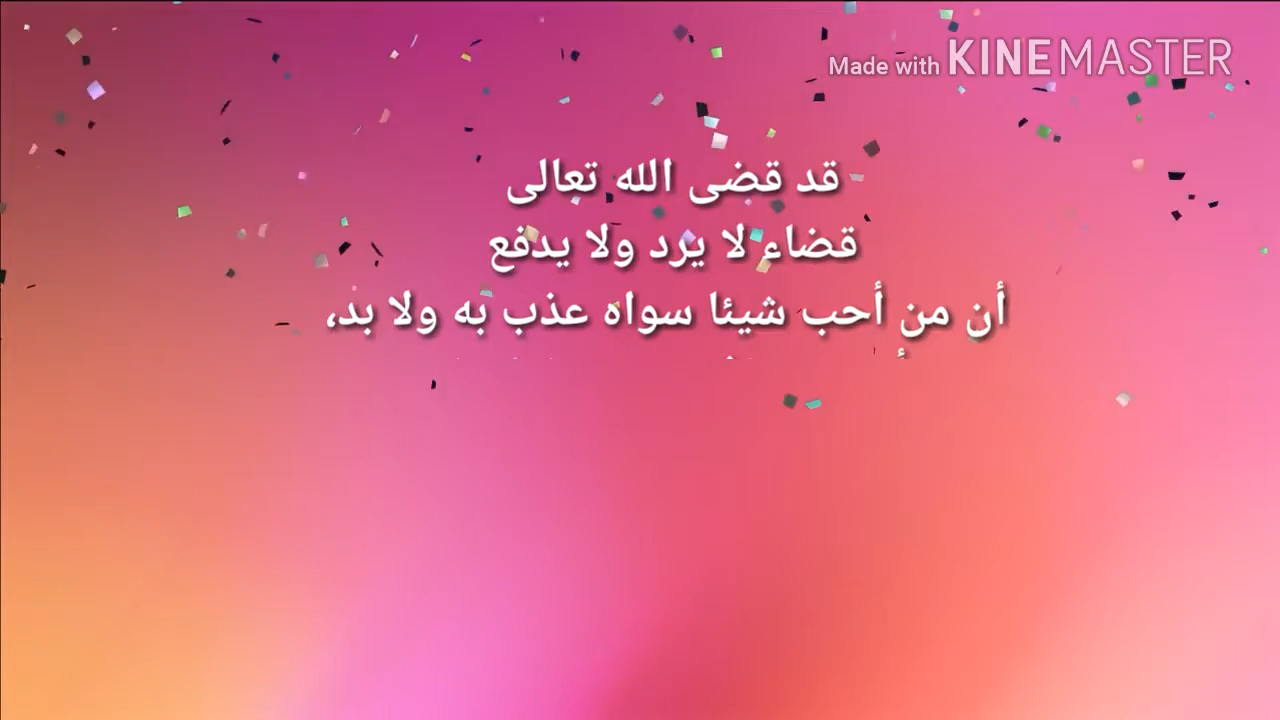 Made with KINEMASTER
قد قضى الله تعالى
قضاء لا يرد ولا يدفع
أن من أحب شيئا سواه عذب به ولا بد،